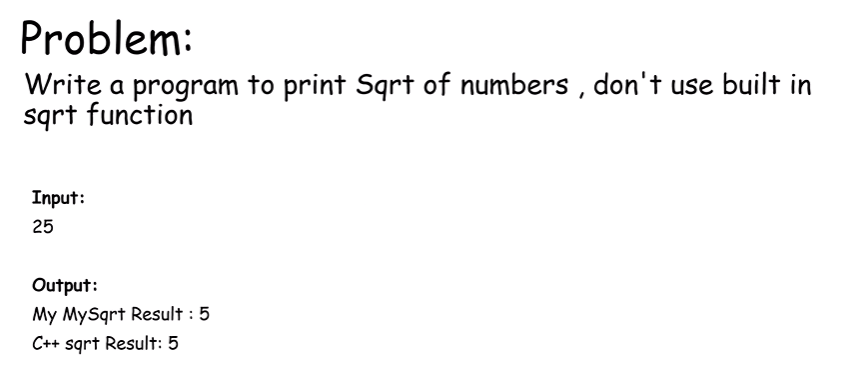 Problem:
Write a program to print Sqrt of numbers , don't use built in
sqrt function
Input:
25
Output:
My MySqrt Result : 5
C++ sqrt Result: 5